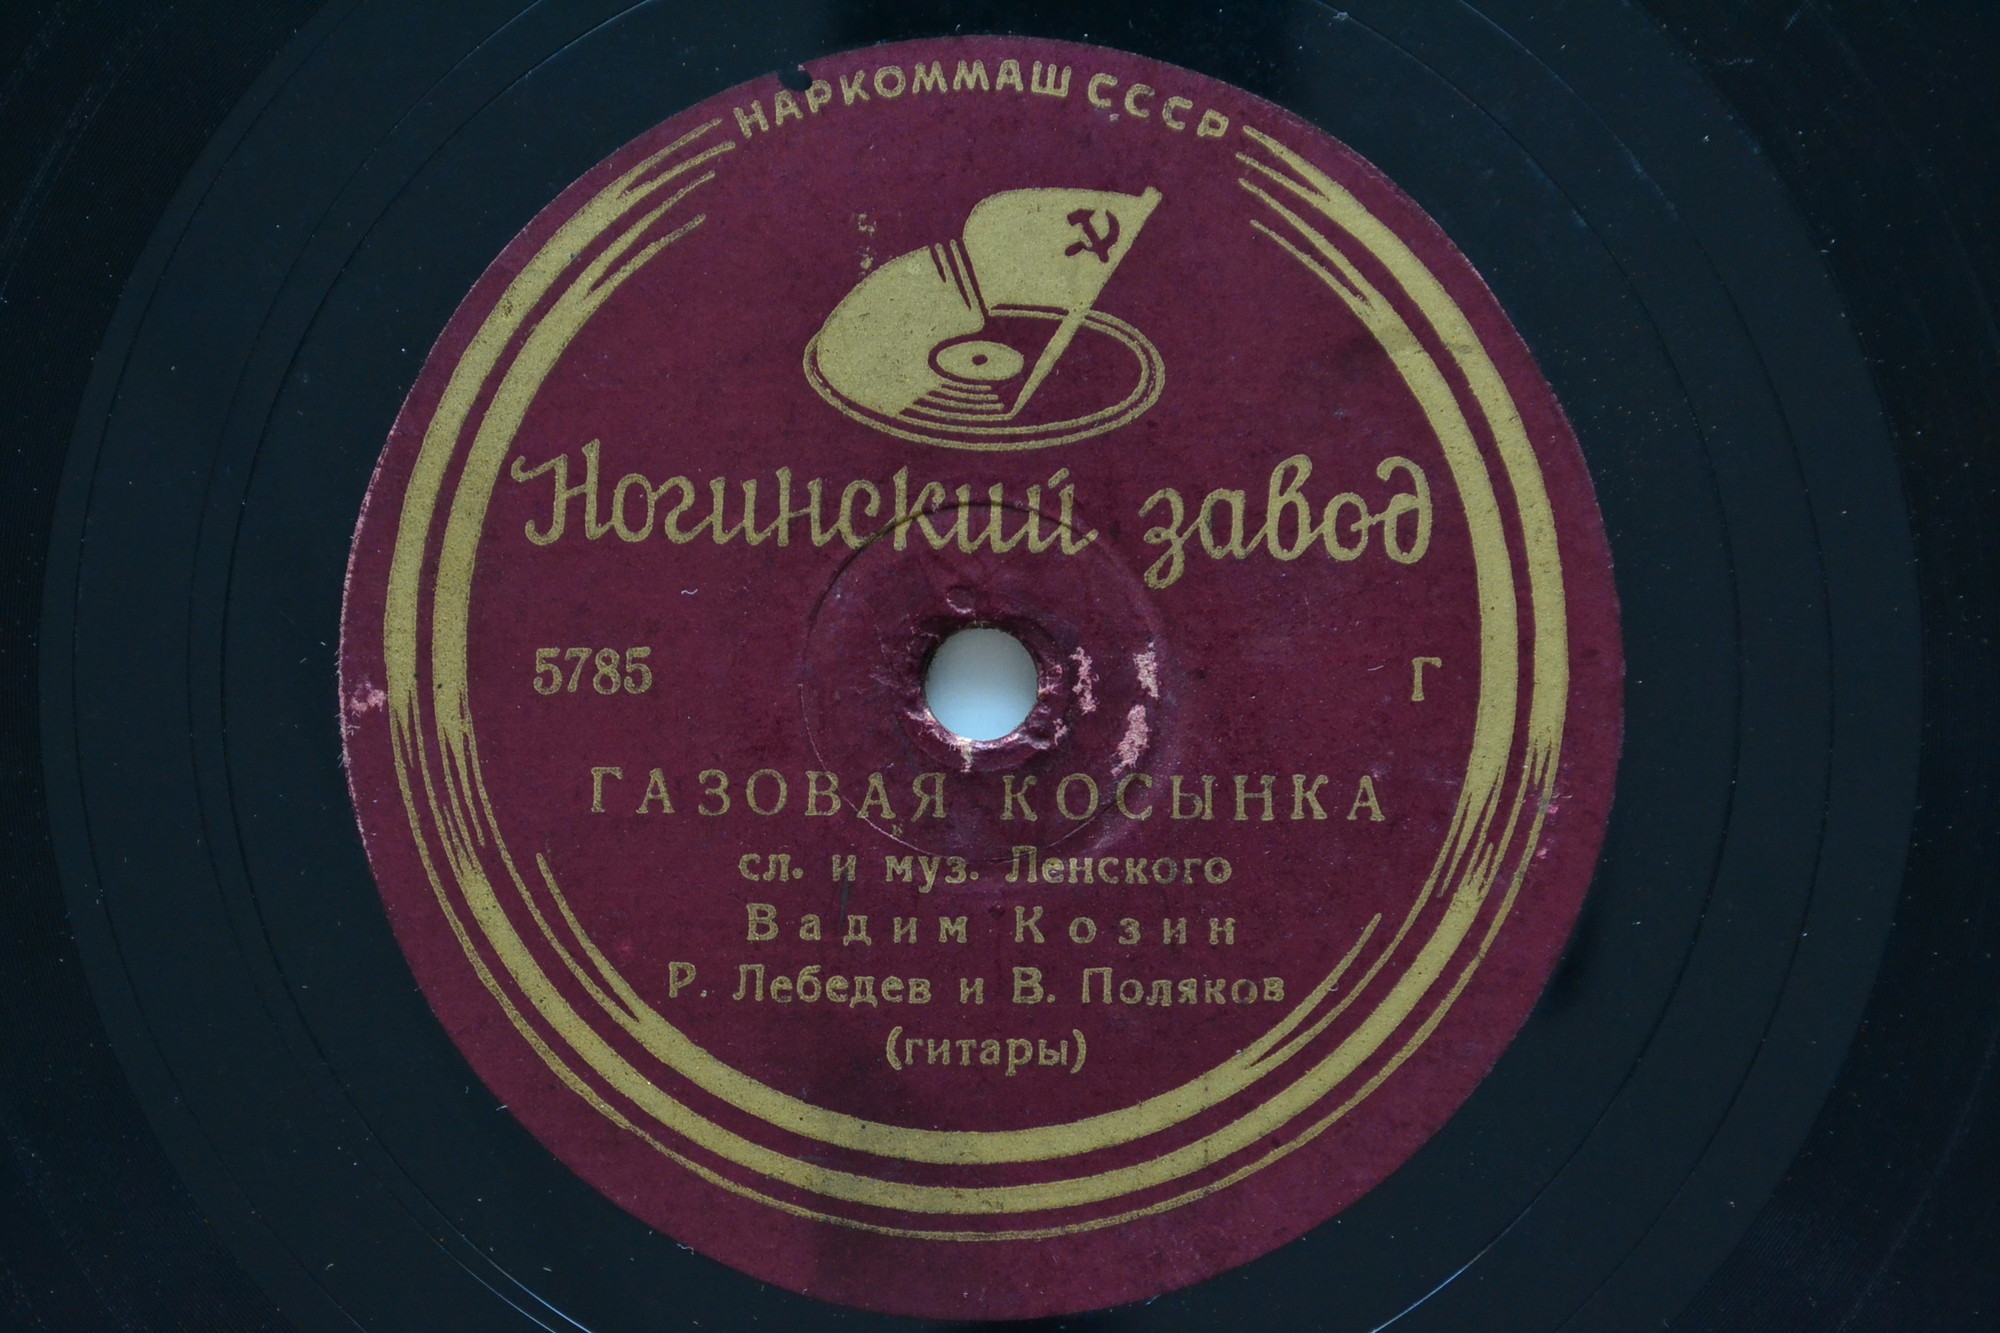 НАРКОММАШ СССР
Ногинский завод
5785 Г
ГАЗОВАЯ КОСЫНКА
сл. и муз. Ленского
Вадим Козин
Р. Лебедев и В. Поляков
(гитары)